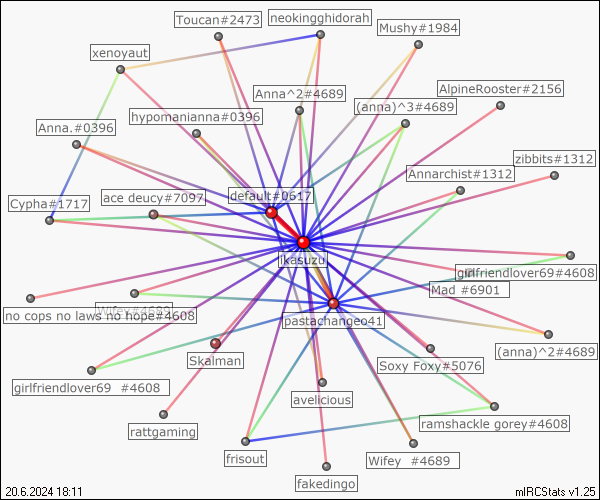 Toucan#2473
neokingghidorah
Mushy#1984
xenoyaut
AlpineRooster#2156
Anna^2#4689
(anna)^3#4689
hypomanianna#0396
Anna.#0396
zibbits#1312
Annarchist#1312
ace deucy#7097
default#0617
Cypha#1717
ikasuzu
girlfriendlover69#4608
Mad #6901
Wifey#4689
no cops no laws no hope#4608
pastachangeo41
(anna)^2#4689
Skalman
Soxy Foxy#5076
girlfriendlover69 #4608
avelicious
ramshackle gorey#4608
rattgaming
frisout
Wifey #4689
fakedingo
20.6.2024 18:11
mIRCStats v1.25